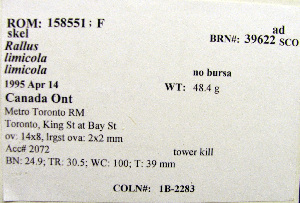 ROM: 158551 : F ad
skel BRN#: 39622 SCO
Rallus
limicola
limicola no bursa
1995 Apr 14 WT: 48.4 g
Canada Ont
Metro Toronto RM
Toronto, King St at Bay St
ov: 14x8, lrgst ova: 2x2 mm
Acc# 2072 tower kill
BN: 24.9; TR: 30.5; WC: 100; T: 39 mm
COLN#: 1B-2283